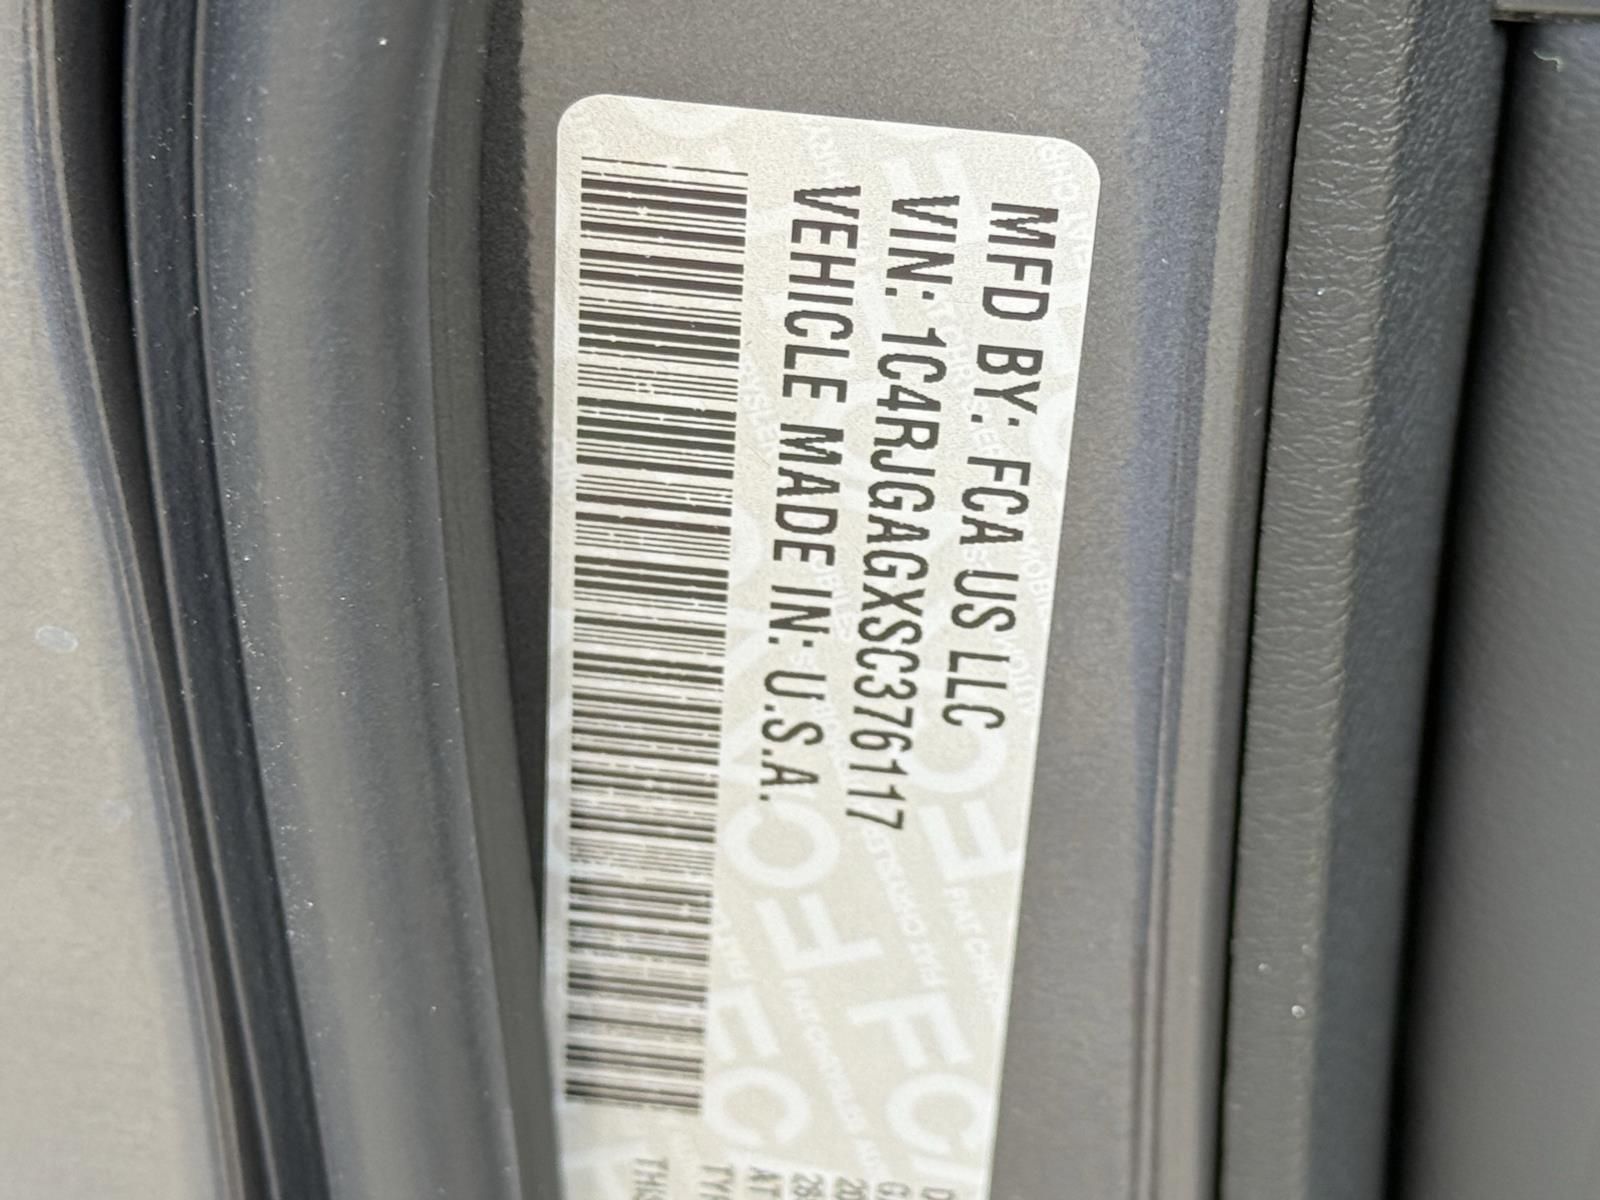 MFD BY: FCA US LLC
VIN: 1C4RJGAGXSC376117
VEHICLE MADE IN: U.S.A.